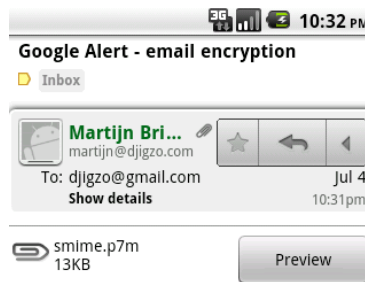 3G 10:32 PM
Google Alert - email encryption
Inbox
Martijn Bri...
martijn@djigzo.com
To: djigzo@gmail.com Jul 4
Show details 10:31pm
smime.p7m
13KB
Preview